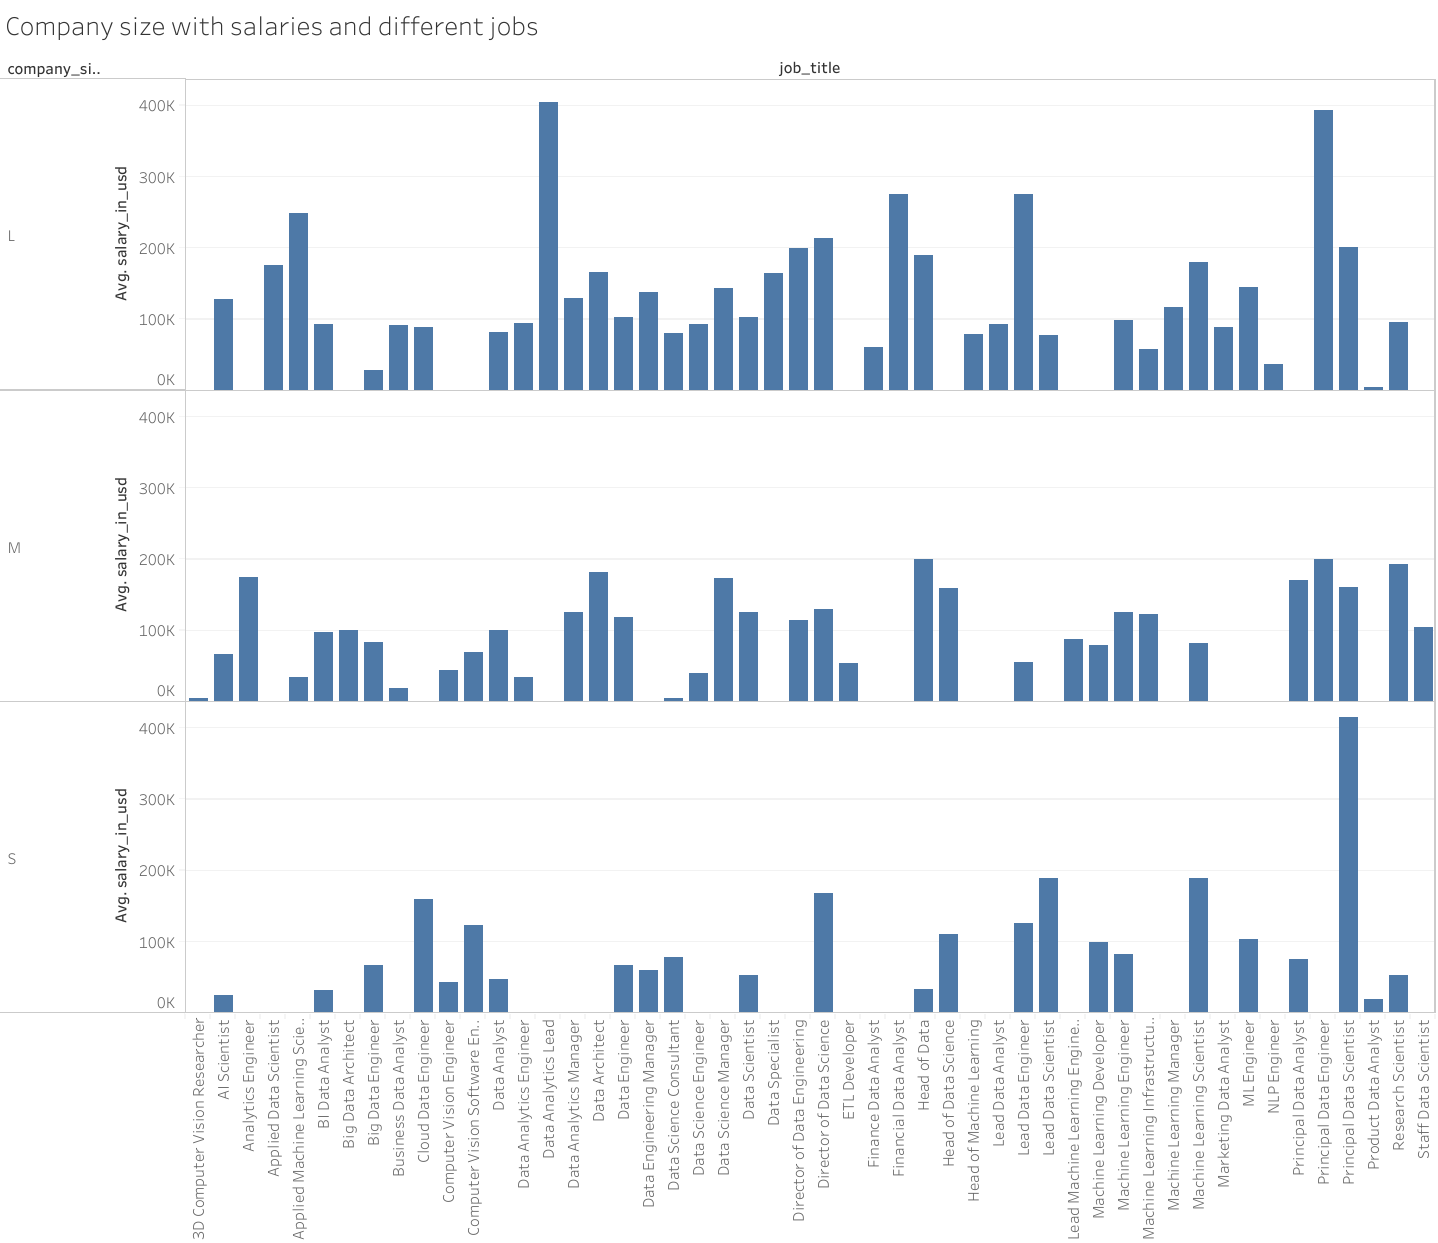 Company size with salaries and different jobs
company_si..
job_title
L
Avg. salary_in_usd
400K
300K
200K
100K
0K
M
Avg. salary_in_usd
400K
300K
200K
100K
0K
S
Avg. salary_in_usd
400K
300K
200K
100K
0K
3D Computer Vision Researcher
AI Scientist
Analytics Engineer
Applied Data Scientist
Applied Machine Learning Scie..
BI Data Analyst
Big Data Architect
Big Data Engineer
Business Data Analyst
Cloud Data Engineer
Computer Vision Engineer
Computer Vision Software En..
Data Analyst
Data Analytics Engineer
Data Analytics Lead
Data Analytics Manager
Data Architect
Data Engineer
Data Engineering Manager
Data Science Consultant
Data Science Engineer
Data Science Manager
Data Scientist
Data Specialist
Director of Data Engineering
Director of Data Science
ETL Developer
Finance Data Analyst
Financial Data Analyst
Head of Data
Head of Data Science
Head of Machine Learning
Lead Data Analyst
Lead Data Engineer
Lead Data Scientist
Lead Machine Learning Engine..
Machine Learning Developer
Machine Learning Engineer
Machine Learning Infrastructu..
Machine Learning Manager
Machine Learning Scientist
Marketing Data Analyst
ML Engineer
NLP Engineer
Principal Data Analyst
Principal Data Engineer
Principal Data Scientist
Product Data Analyst
Research Scientist
Staff Data Scientist